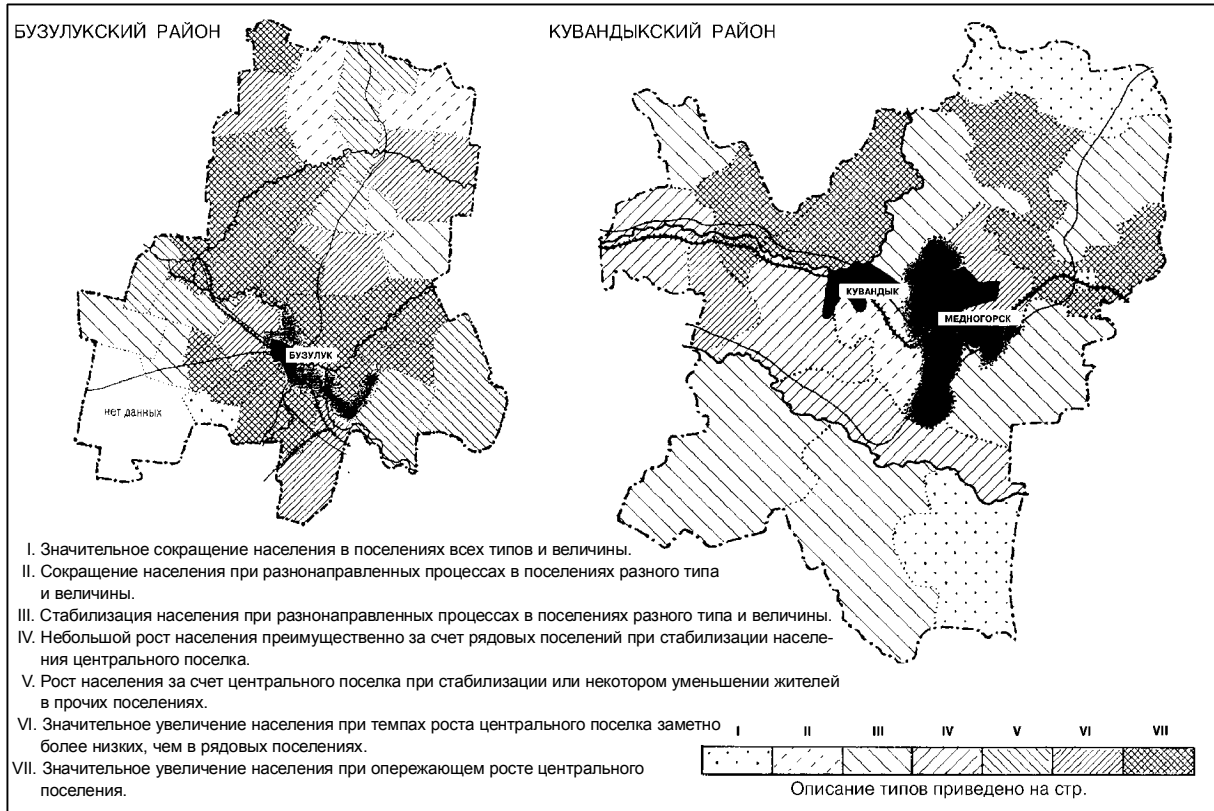 БУЗУЛУКСКИЙ РАЙОН
КУВАНДЫКСКИЙ РАЙОН
КУВАНДЫК
МЕДНОГОРСК
БУЗУЛУК
нет данных
I. Значительное сокращение населения в поселениях всех типов и величины.
II. Сокращение населения при разнонаправленных процессах в поселениях разного типа
и величины.
III. Стабилизация населения при разнонаправленных процессах в поселениях разного типа и величины.
IV. Небольшой рост населения преимущественно за счет рядовых поселений при стабилизации населе-
ния центрального поселка.
V. Рост населения за счет центрального поселка при стабилизации или некотором уменьшении жителей
в прочих поселениях.
VI. Значительное увеличение населения при темпах роста центрального поселка заметно
более низких, чем в рядовых поселениях.
VII. Значительное увеличение населения при опережающем росте центрального
поселения.
I II III IV V VI VII
Описание типов приведено на стр.